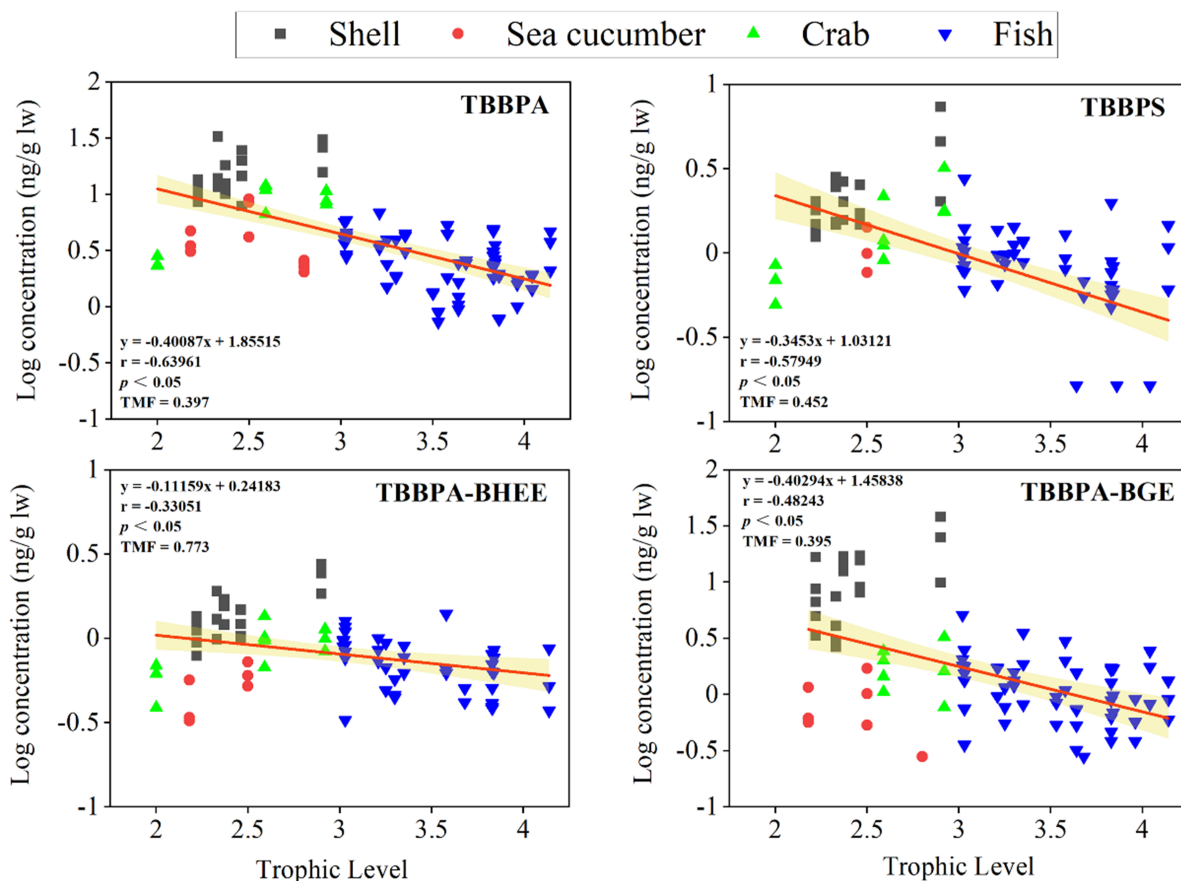 Shell Sea cucumber Crab Fish
TBBPA
Log concentration (ng/g lw)
2
1.5
1
0.5
0
-0.5
-1
y = -0.40087x + 1.85515
r = -0.63961
p < 0.05
TMF = 0.397
2 2.5 3 3.5 4
TBBPS
Log concentration (ng/g lw)
1
0.5
0
-0.5
-1
y = -0.3453x + 1.03121
r = -0.57949
p < 0.05
TMF = 0.452
2 2.5 3 3.5 4
TBBPA-BHEE
Log concentration (ng/g lw)
1
0.5
0
-0.5
-1
y = -0.11159x + 0.24183
r = -0.33051
p < 0.05
TMF = 0.773
2 2.5 3 3.5 4
Trophic Level
TBBPA-BGE
Log concentration (ng/g lw)
2
1.5
1
0.5
0
-0.5
-1
y = -0.40294x + 1.45838
r = -0.48243
p < 0.05
TMF = 0.395
2 2.5 3 3.5 4
Trophic Level